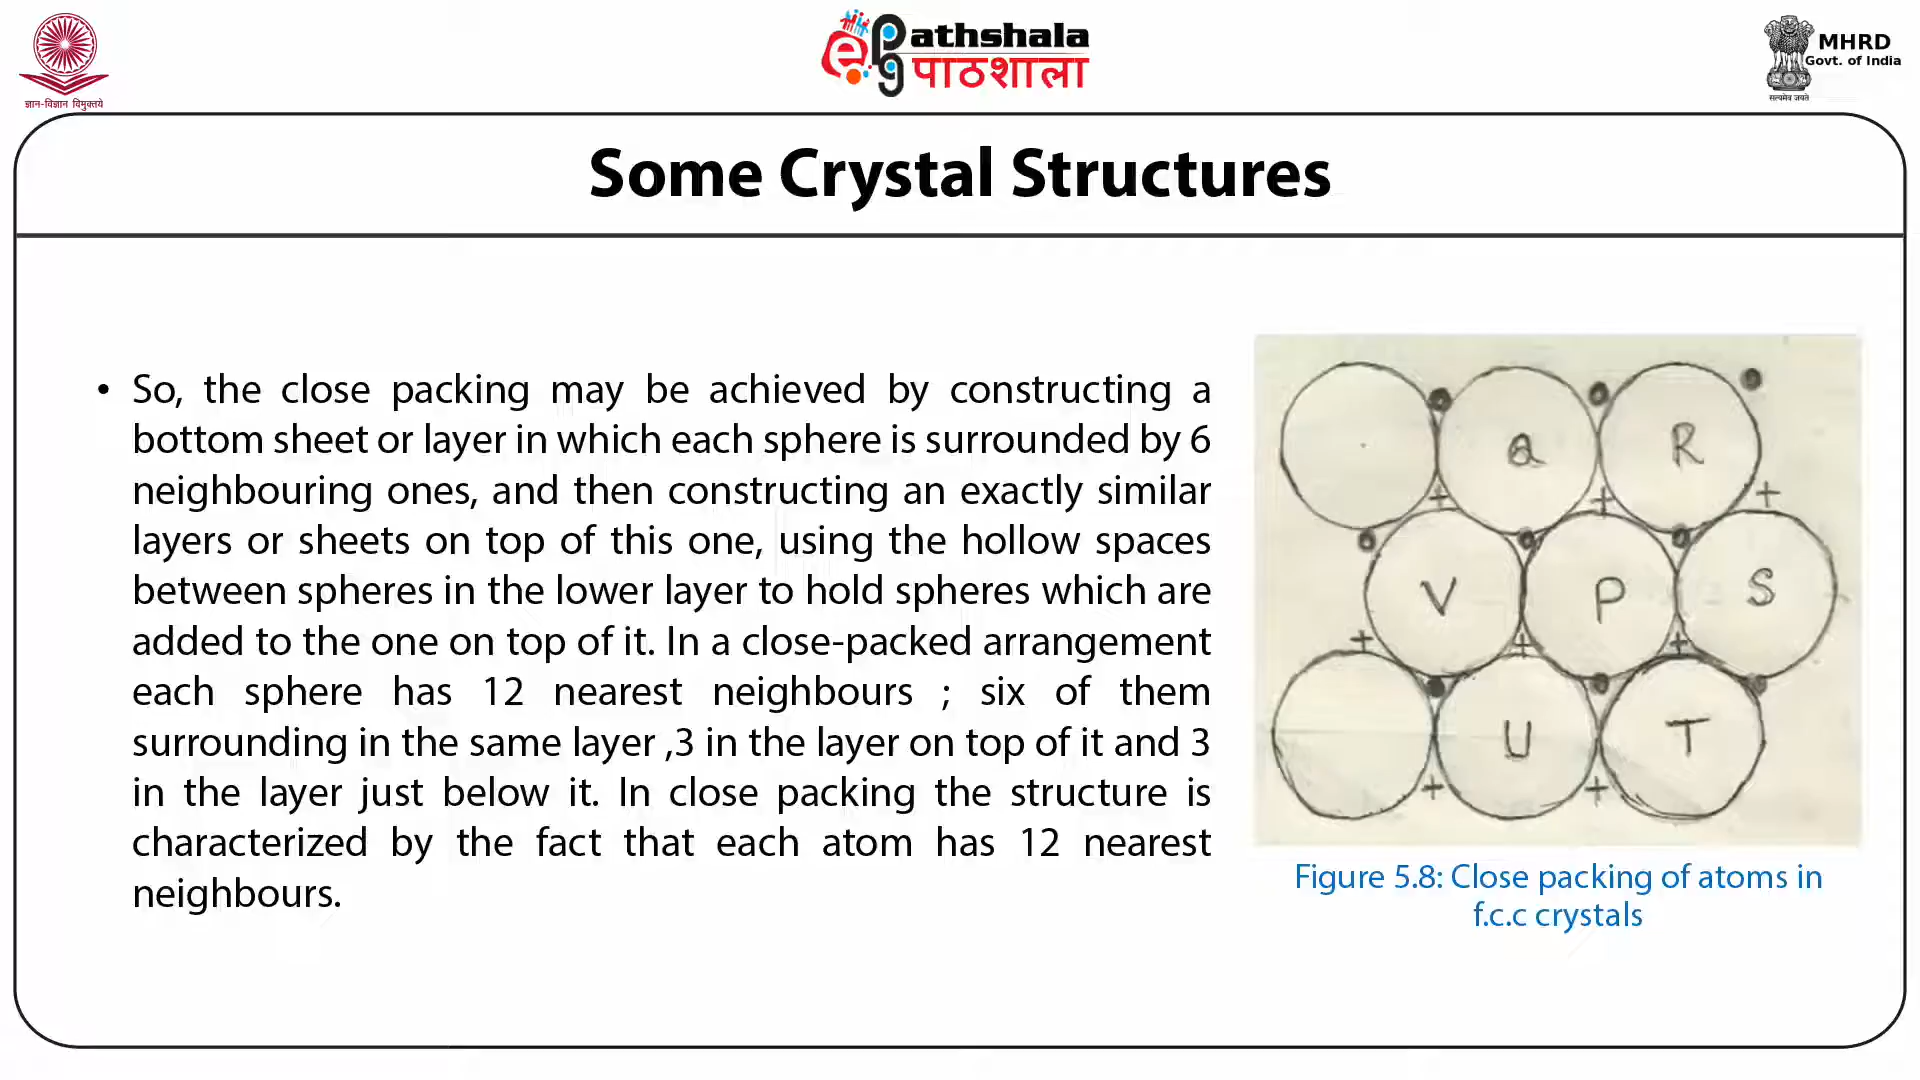 ज्ञान-विज्ञान विमुक्तये
ePathshala
पाठशाला
MHRD
Govt. of India
सत्यमेव जयते
Some Crystal Structures
• So, the close packing may be achieved by constructing a
bottom sheet or layer in which each sphere is surrounded by 6
neighbouring ones, and then constructing an exactly similar
layers or sheets on top of this one, using the hollow spaces
between spheres in the lower layer to hold spheres which are
added to the one on top of it. In a close-packed arrangement
each sphere has 12 nearest neighbours ; six of them
surrounding in the same layer ,3 in the layer on top of it and 3
in the layer just below it. In close packing the structure is
characterized by the fact that each atom has 12 nearest
neighbours.
Q R
V P S
U T
Figure 5.8: Close packing of atoms in
f.c.c crystals